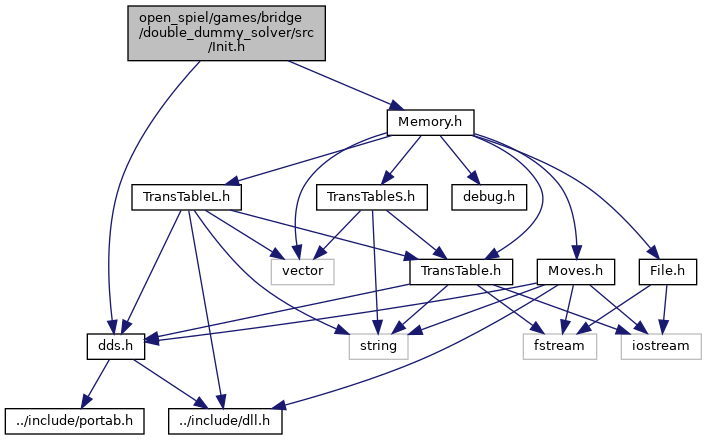 open_spiel/games/bridge
/double_dummy_solver/src
/Init.h
Memory.h
TransTableL.h
TransTableS.h
debug.h
vector
TransTable.h
Moves.h
File.h
dds.h
string
fstream
iostream
../include/portab.h
../include/dll.h